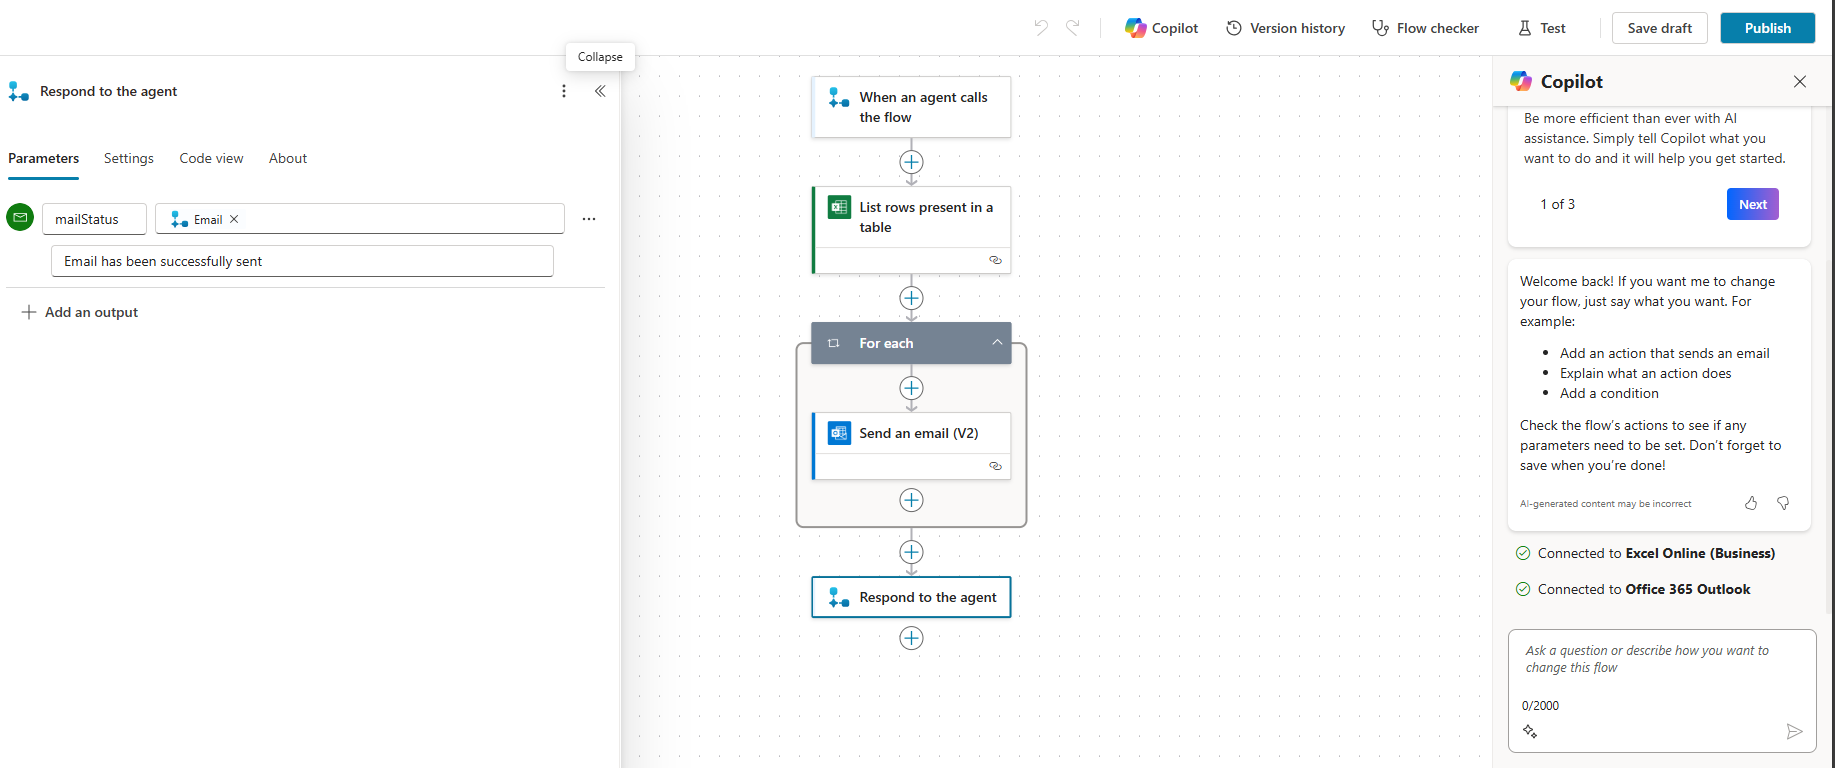 Copilot
Version history
Flow checker
Test
Save draft
Publish
Collapse
Respond to the agent
Parameters
Settings
Code view
About
mailStatus
Email
Email has been successfully sent
Add an output
When an agent calls
the flow
List rows present in a
table
For each
Send an email (V2)
Respond to the agent
Copilot
Be more efficient than ever with AI
assistance. Simply tell Copilot what you
want to do and it will help you get started.
1 of 3
Next
Welcome back! If you want me to change
your flow, just say what you want. For
example:
• Add an action that sends an email
• Explain what an action does
• Add a condition
Check the flow's actions to see if any
parameters need to be set. Don't forget to
save when you're done!
AI-generated content may be incorrect
Connected to Excel Online (Business)
Connected to Office 365 Outlook
Ask a question or describe how you want to
change this flow
0/2000